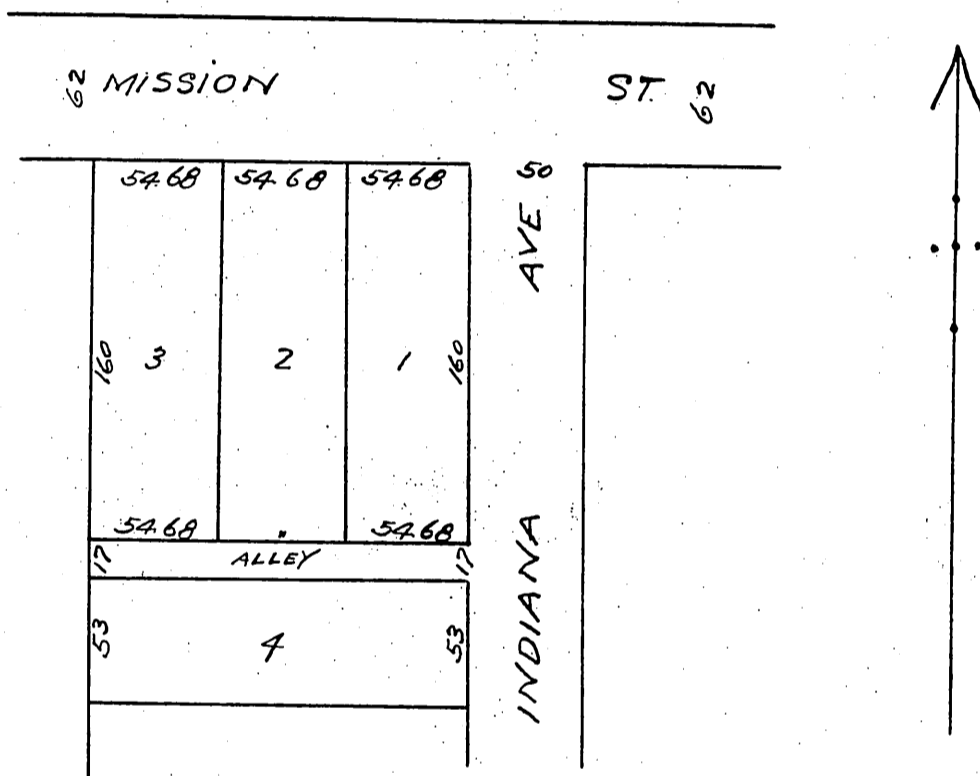 62 MISSION ST. 62
54.68 54.68 54.68 50
AVE
160 3 2 1 160
54.68 54.68
INDIANA
17 ALLEY 17
53 4 53